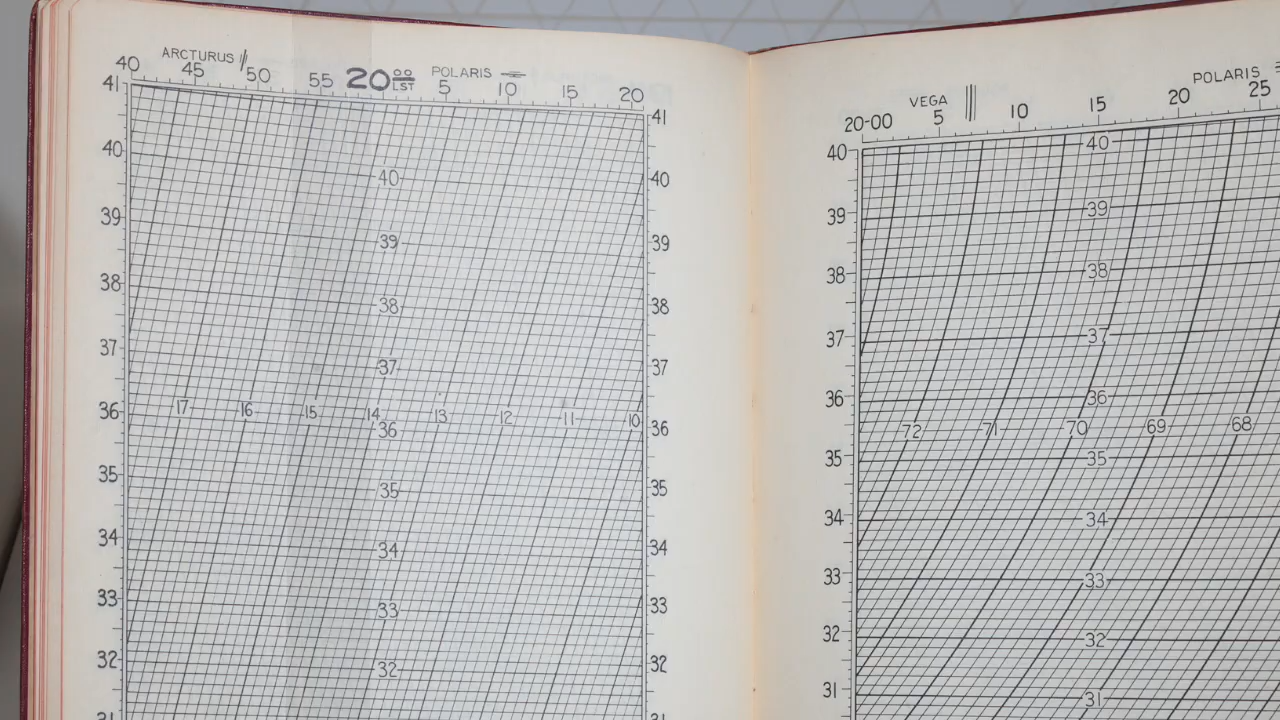 ARCTURUS POLARIS
40 45 50 55 20 00 LST 5 10 15 20
41 41
40 40 40
39 39 39
38 38 38
37 37 37
36 17 16 15 14 13 12 11 10
36 36
35 35 35
34 34 34
33 33 33
32 32 32
31 31
VEGA POLARIS
20-00 5 10 15 20 25
40 40
39 39
38 38
37 37
36 36
72 71 70 69 68
35 35
34 34
33 33
32 32
31 31